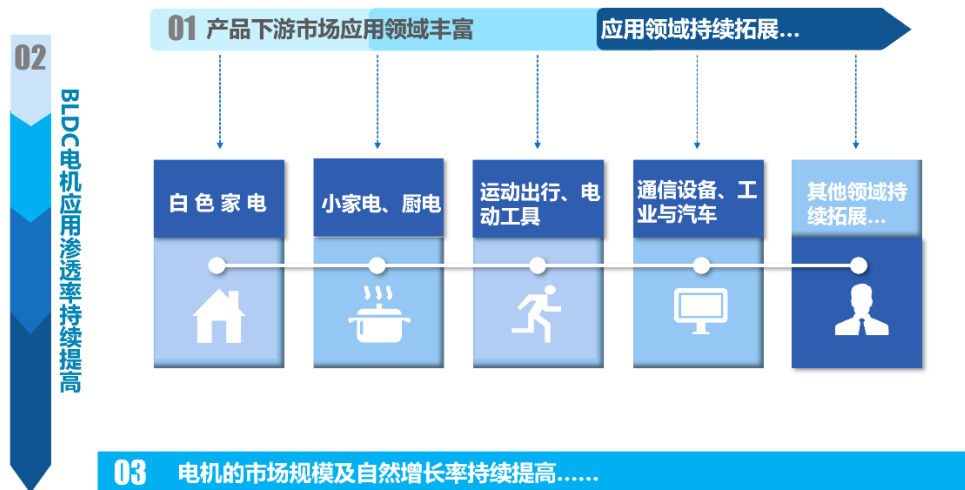 01 产品下游市场应用领域丰富 应用领域持续拓展...
02
BLDC电机应用渗透率持续提高
白色家电
小家电、厨电
运动出行、电
动工具
通信设备、工
业与汽车
其他领域持
续拓展...
03 电机的市场规模及自然增长率持续提高......